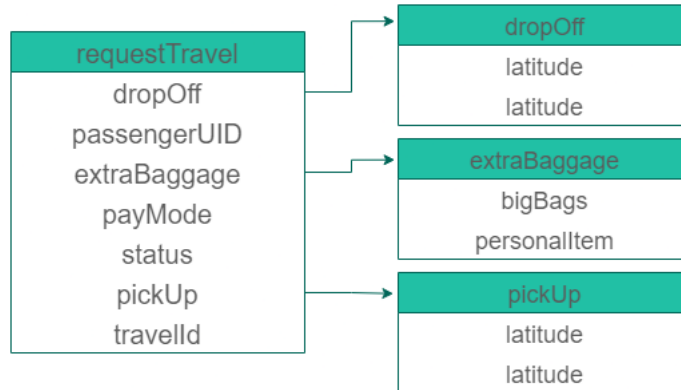 requestTravel
dropOff
passengerUID
extraBaggage
payMode
status
pickUp
travelId
dropOff
latitude
latitude
extraBaggage
bigBags
personalItem
pickUp
latitude
latitude